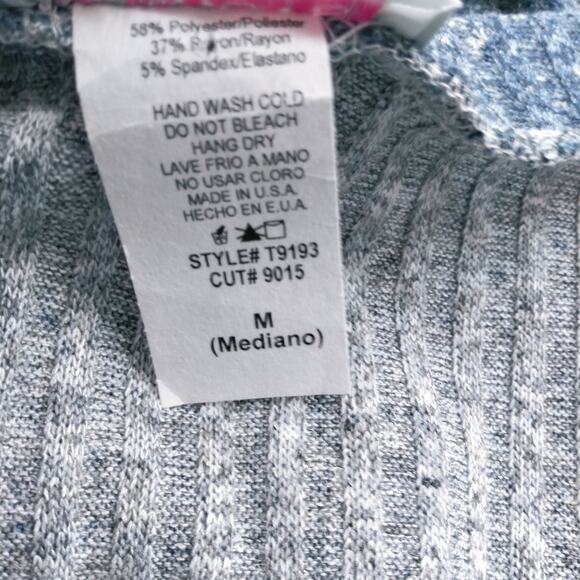 58% Polyester/Poliester
37% Rayon/Rayon
5% Spandex/Elastano
HAND WASH COLD
DO NOT BLEACH
HANG DRY
LAVE FRIO A MANO
NO USAR CLORO
MADE IN U.S.A.
HECHO EN E.U.A.
STYLE# T9193
CUT# 9015
M
(Mediano)